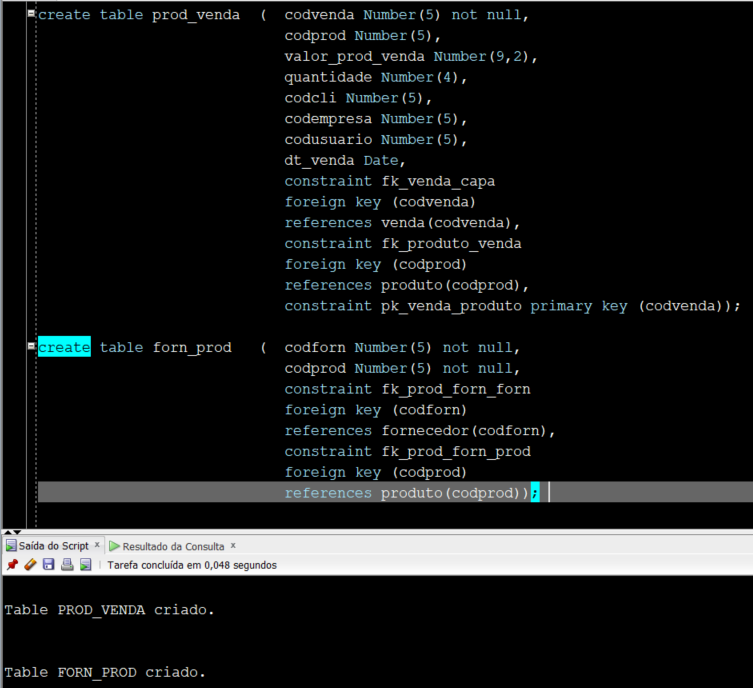 create table prod_venda  (  codvenda Number(5) not null,
codprod Number(5),
valor_prod_venda Number(9,2),
quantidade Number(4),
codcli Number(5),
codempresa Number(5),
codusuario Number(5),
dt_venda Date,
constraint fk_venda_capa
foreign key (codvenda)
references venda(codvenda),
constraint fk_produto_venda
foreign key (codprod)
references produto(codprod),
constraint pk_venda_produto primary key (codvenda));
create table forn_prod   (  codforn Number(5) not null,
codprod Number(5) not null,
constraint fk_prod_forn_forn
foreign key (codforn)
references fornecedor(codforn),
constraint fk_prod_forn_prod
foreign key (codprod)
references produto(codprod));
Saída do Script x Resultado da Consulta x
Tarefa concluída em 0,048 segundos
Table PROD_VENDA criado.
Table FORN_PROD criado.